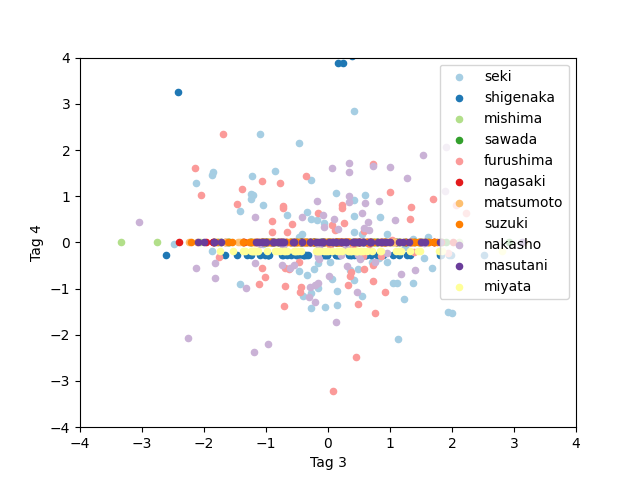 4
3
2
1
0
−1
−2
−3
−4
Tag 4
−4
−3
−2
−1
0
1
2
3
4
Tag 3
seki
shigenaka
mishima
sawada
furushima
nagasaki
matsumoto
suzuki
nakasho
masutani
miyata